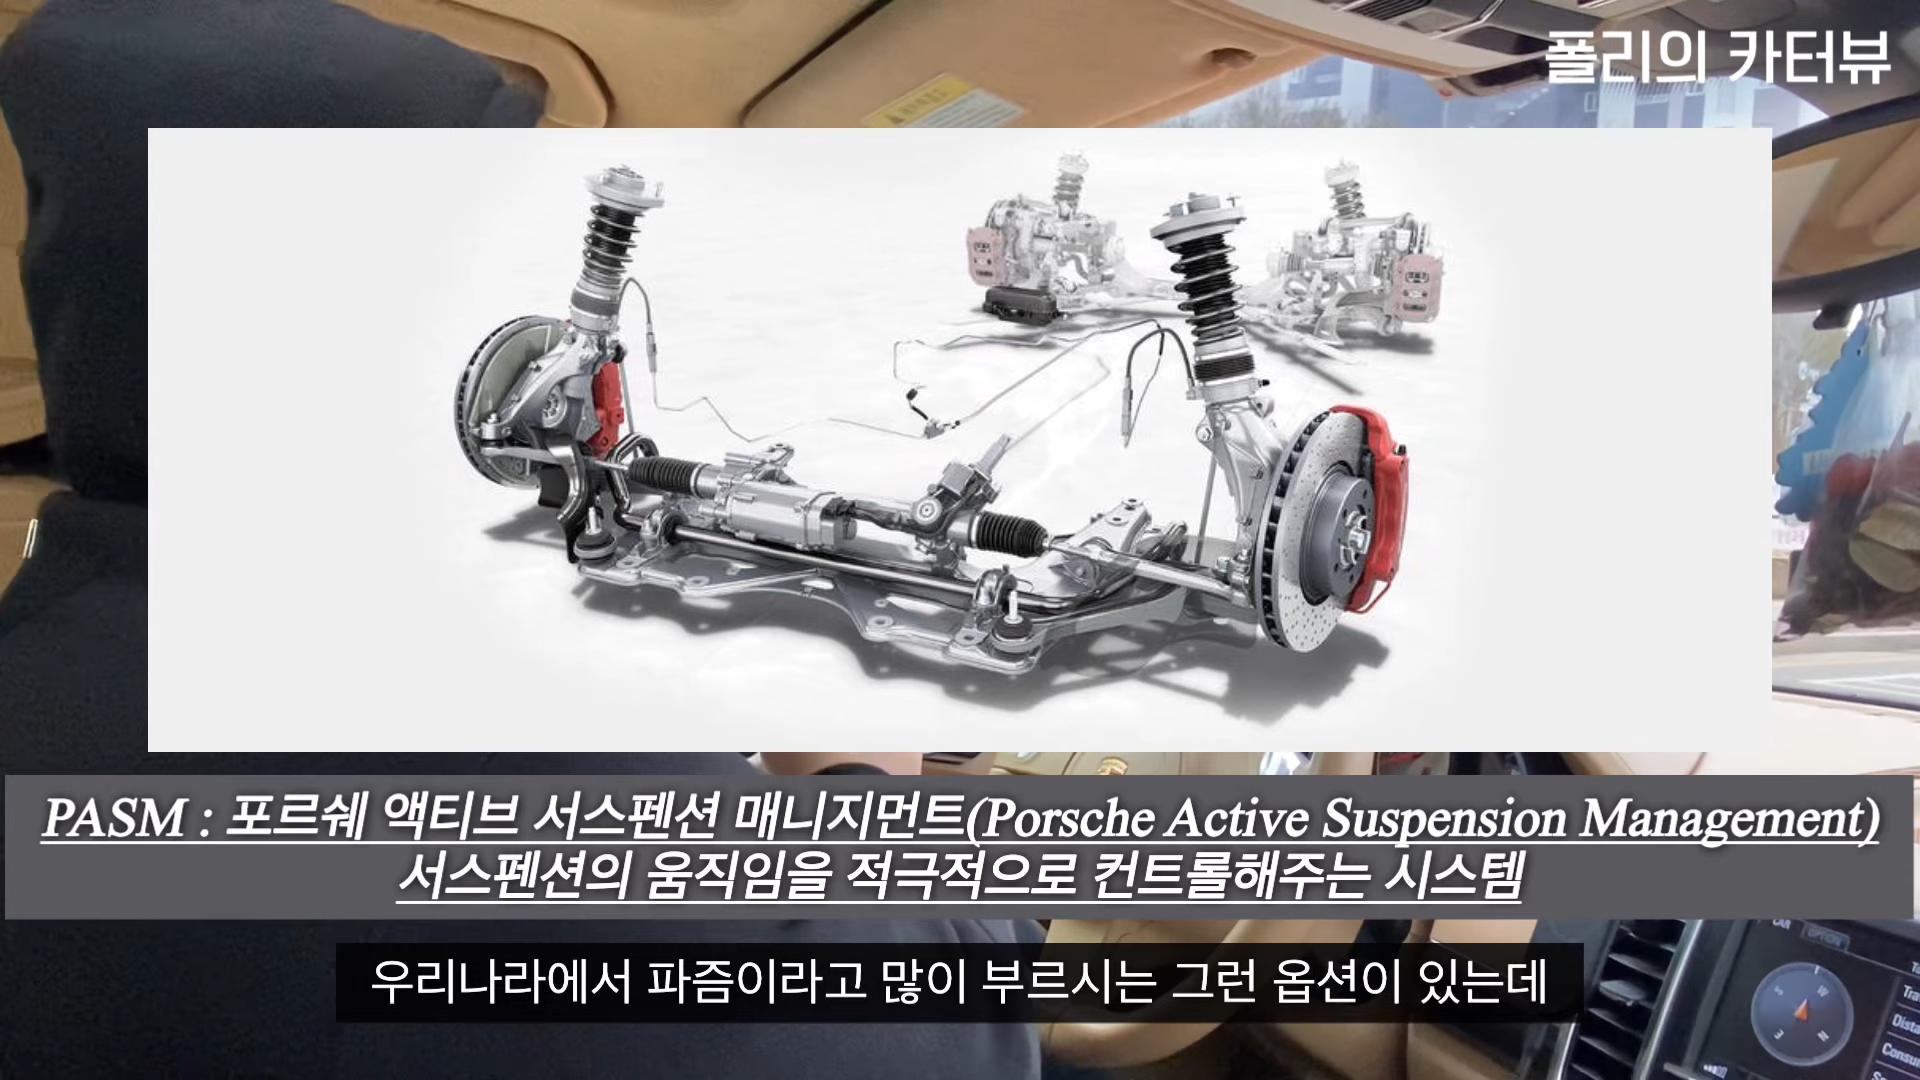 폴리의 카터뷰
PASM : 포르쉐 액티브 서스펜션 매니지먼트(Porsche Active Suspension Management)
서스펜션의 움직임을 적극적으로 컨트롤해주는 시스템
우리나라에서 파즘이라고 많이 부르시는 그런 옵션이 있는데
CAR
OPTION
W
N
E